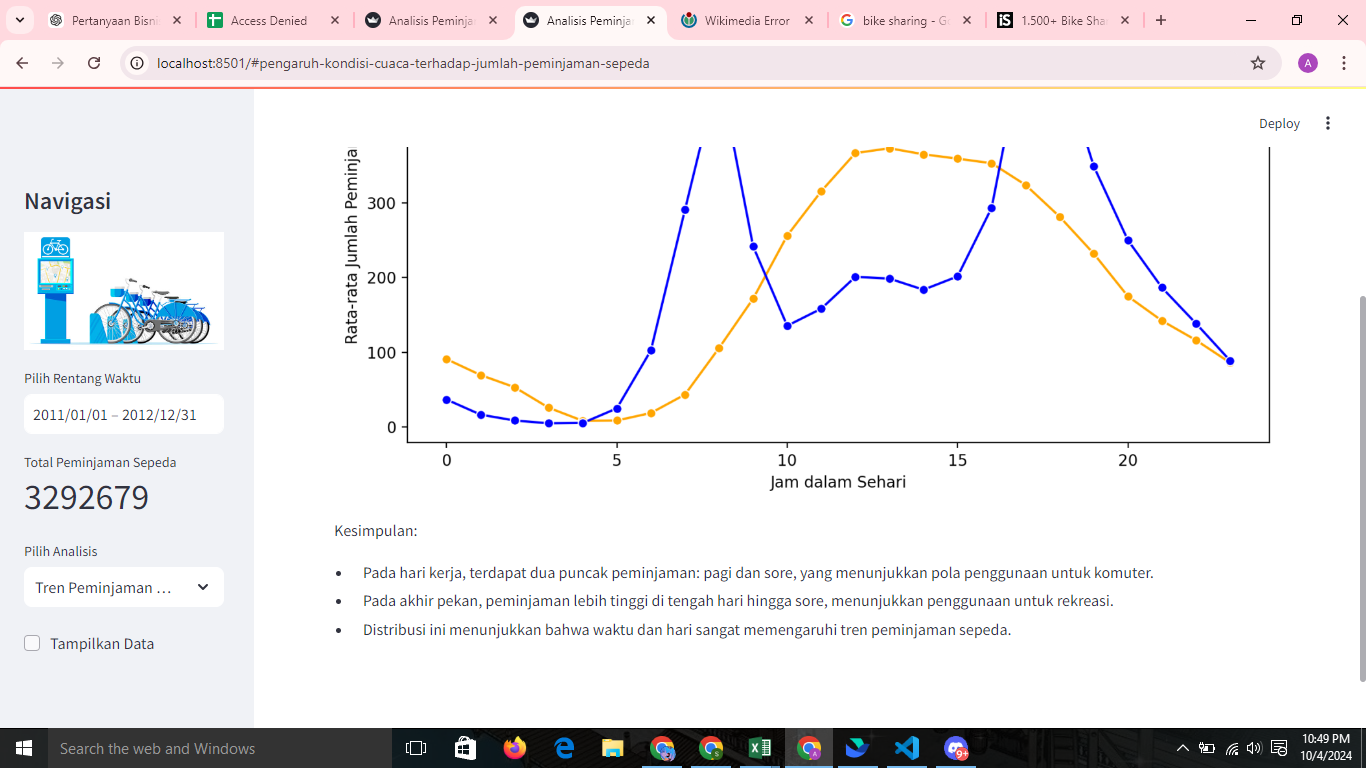 Pertanyaan Bisni
Access Denied
Analisis Peminja
Analisis Peminja
Wikimedia Error
bike sharing - G
1.500+ Bike Sha
localhost:8501/#pengaruh-kondisi-cuaca-terhadap-jumlah-peminjaman-sepeda
A
Deploy
Navigasi
Pilih Rentang Waktu
2011/01/01 – 2012/12/31
Total Peminjaman Sepeda
3292679
Pilih Analisis
Tren Peminjaman ...
Tampilkan Data
Rata-rata Jumlah Peminja
300
200
100
0
0 5 10 15 20
Jam dalam Sehari
Kesimpulan:
• Pada hari kerja, terdapat dua puncak peminjaman: pagi dan sore, yang menunjukkan pola penggunaan untuk komuter.
• Pada akhir pekan, peminjaman lebih tinggi di tengah hari hingga sore, menunjukkan penggunaan untuk rekreasi.
• Distribusi ini menunjukkan bahwa waktu dan hari sangat memengaruhi tren peminjaman sepeda.
Search the web and Windows
9+
10:49 PM
10/4/2024